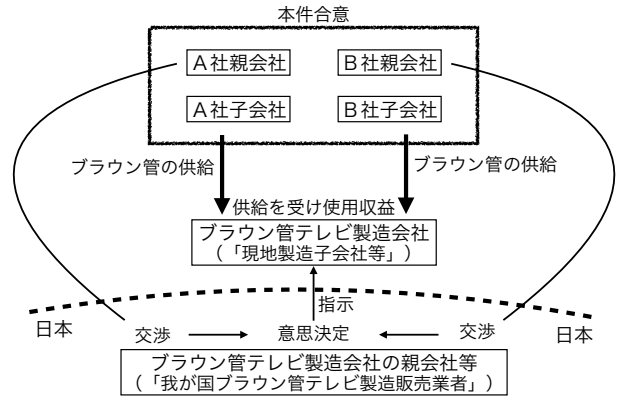 本件合意
A社親会社 B社親会社
A社子会社 B社子会社
ブラウン管の供給 ブラウン管の供給
供給を受け使用収益
ブラウン管テレビ製造会社
（「現地製造子会社等」）
指示
日本 交渉 意思決定 交渉 日本
ブラウン管テレビ製造会社の親会社等
（「我が国ブラウン管テレビ製造販売業者」）